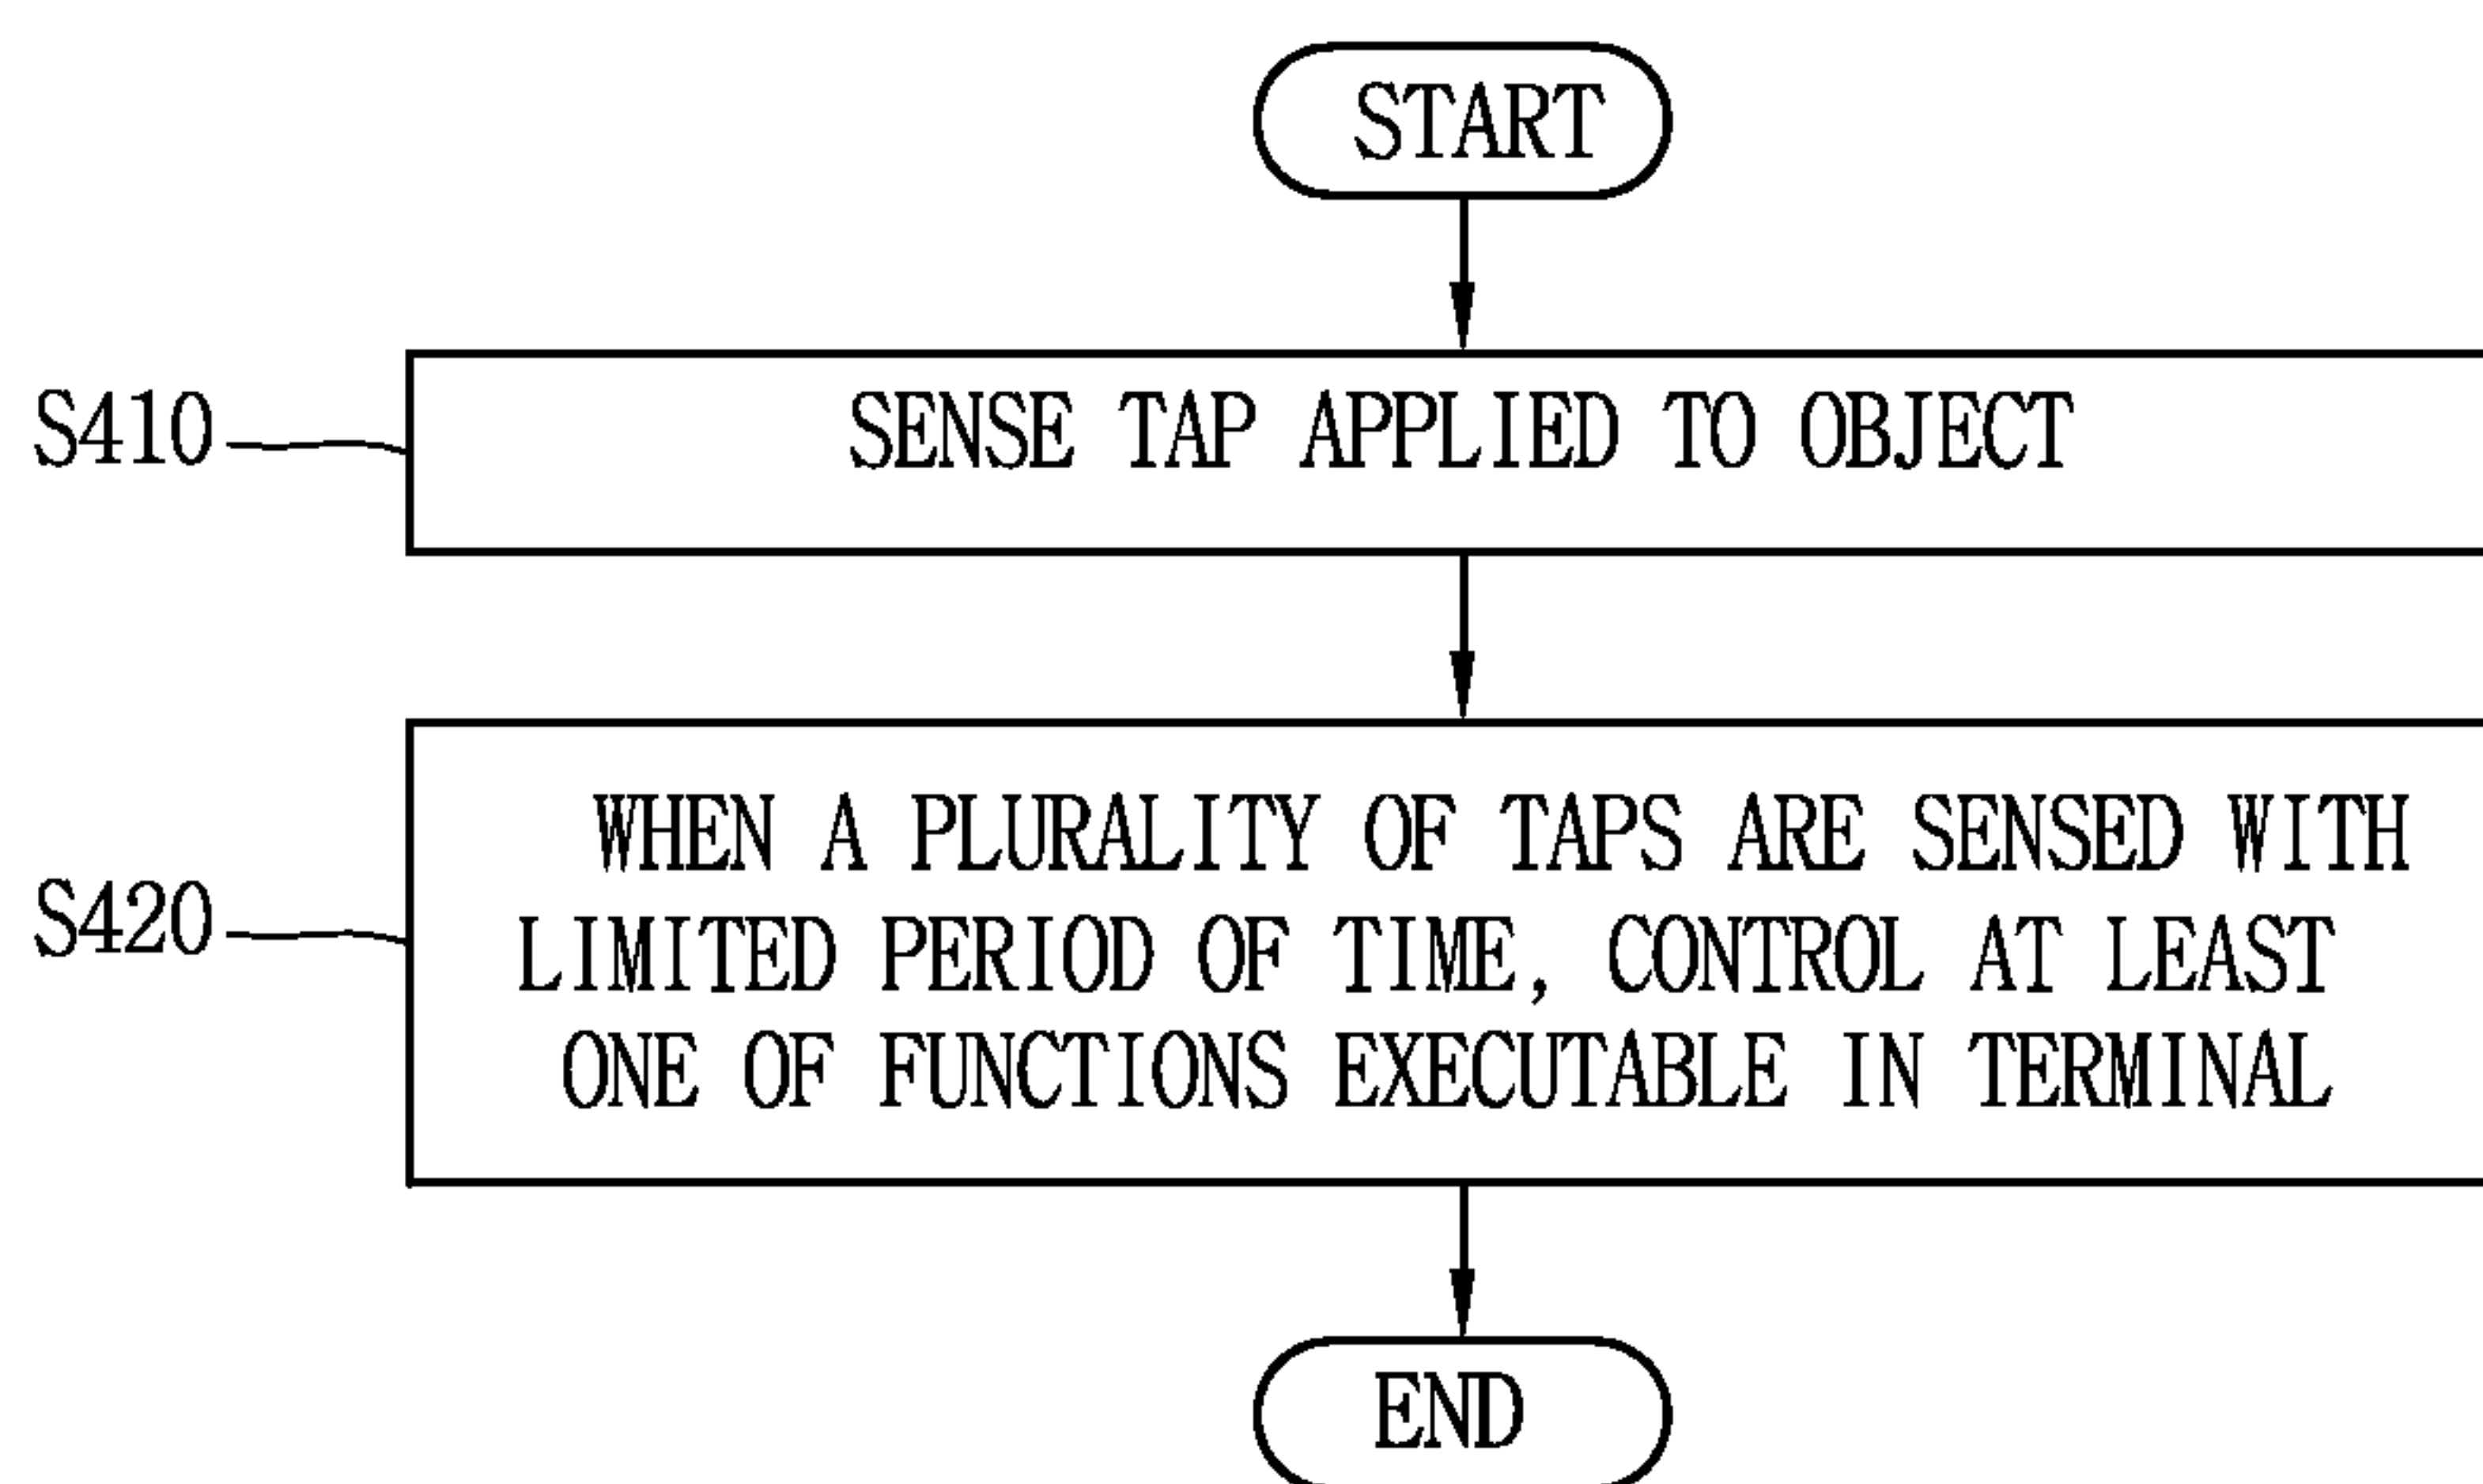 START
S410
SENSE TAP APPLIED TO OBJECT
WHEN A PLURALITY OF TAPS ARE SENSED WITH
S420
LIMITED PERIOD OF TIME, CONTROL AT LEAST
ONE OF FUNCTIONS EXECUTABLE IN TERMINAL
END